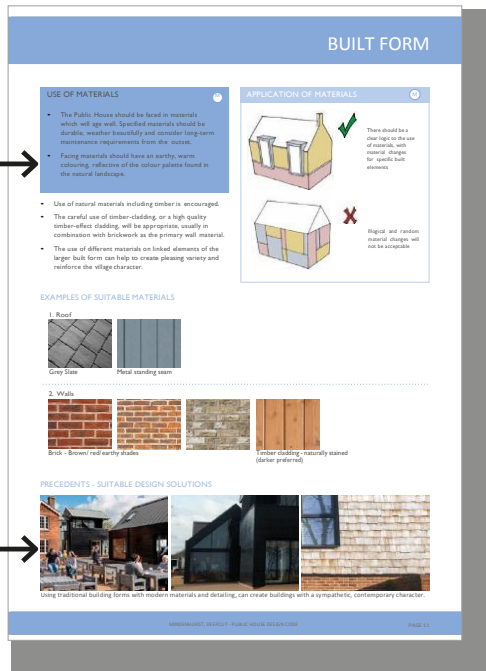 BUILT FORM
USE OF MATERIALS
The Public House should be faced in materials
which will age wall. Specified materials should be
durable, weather beautifully and consider long-term
maintenance requirements from the outset.
Facing materials should have an earthy, warm
colouring, reflective of the colour palette found in
the natural landscape.
Use of natural materials including timber is encouraged.
The careful use of timber-cladding, or a high quality
timber-effect cladding, will be appropriate, usually in
combination with brickwork as the primary wall material.
The use of different materials on linked elements of the
larger built form can help to create pleasing variety and
reinforce the village character.
APPLICATION OF MATERIALS
There should be a
clear logic to the use
of materials, with
material changes
for specific built
elements
Illogical and random
material changes will
not be acceptable
EXAMPLES OF SUITABLE MATERIALS
1. Roof
Grey Slate
Metal standing seam
2. Walls
Brick - Brown/ red/ earthy shades
Timber cladding - naturally stained
(darker preferred)
PRECEDENTS - SUITABLE DESIGN SOLUTIONS
Using traditional building forms with modern materials and detailing, can create buildings with a sympathetic, contemporary character.
PUBLIC HOUSE DESIGN CODE